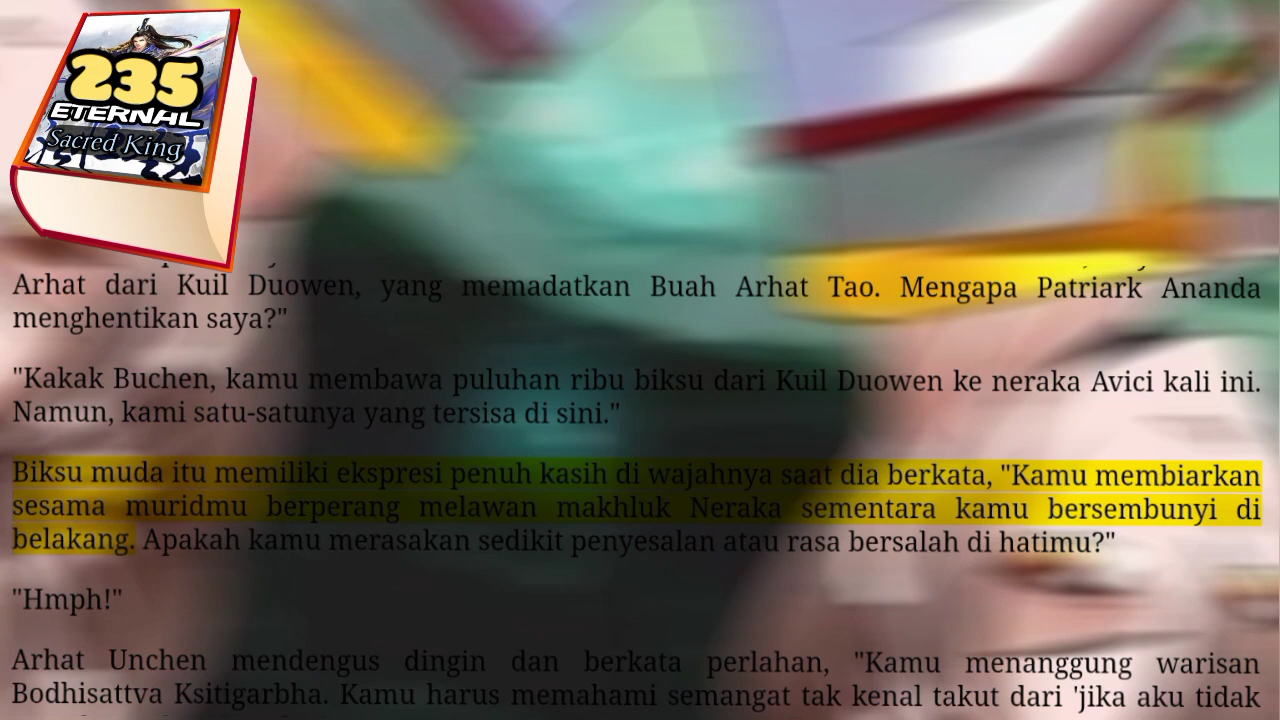 235
ETERNAL
Sacred King
Arhat dari Kuil Duowen, yang memadatkan Buah Arhat Tao. Mengapa Patriark Ananda
menghentikan saya?"
"Kakak Buchen, kamu membawa puluhan ribu biksu dari Kuil Duowen ke neraka Avici kali ini.
Namun, kami satu-satunya yang tersisa di sini."
Biksu muda itu memiliki ekspresi penuh kasih di wajahnya saat dia berkata, "Kamu membiarkan
sesama muridmu berperang melawan makhluk Neraka sementara kamu bersembunyi di
belakang. Apakah kamu merasakan sedikit penyesalan atau rasa bersalah di hatimu?"
"Hmph!"
Arhat Unchen mendengus dingin dan berkata perlahan, "Kamu menanggung warisan
Bodhisattva Ksitigarbha. Kamu harus memahami semangat tak kenal takut dari 'jika aku tidak